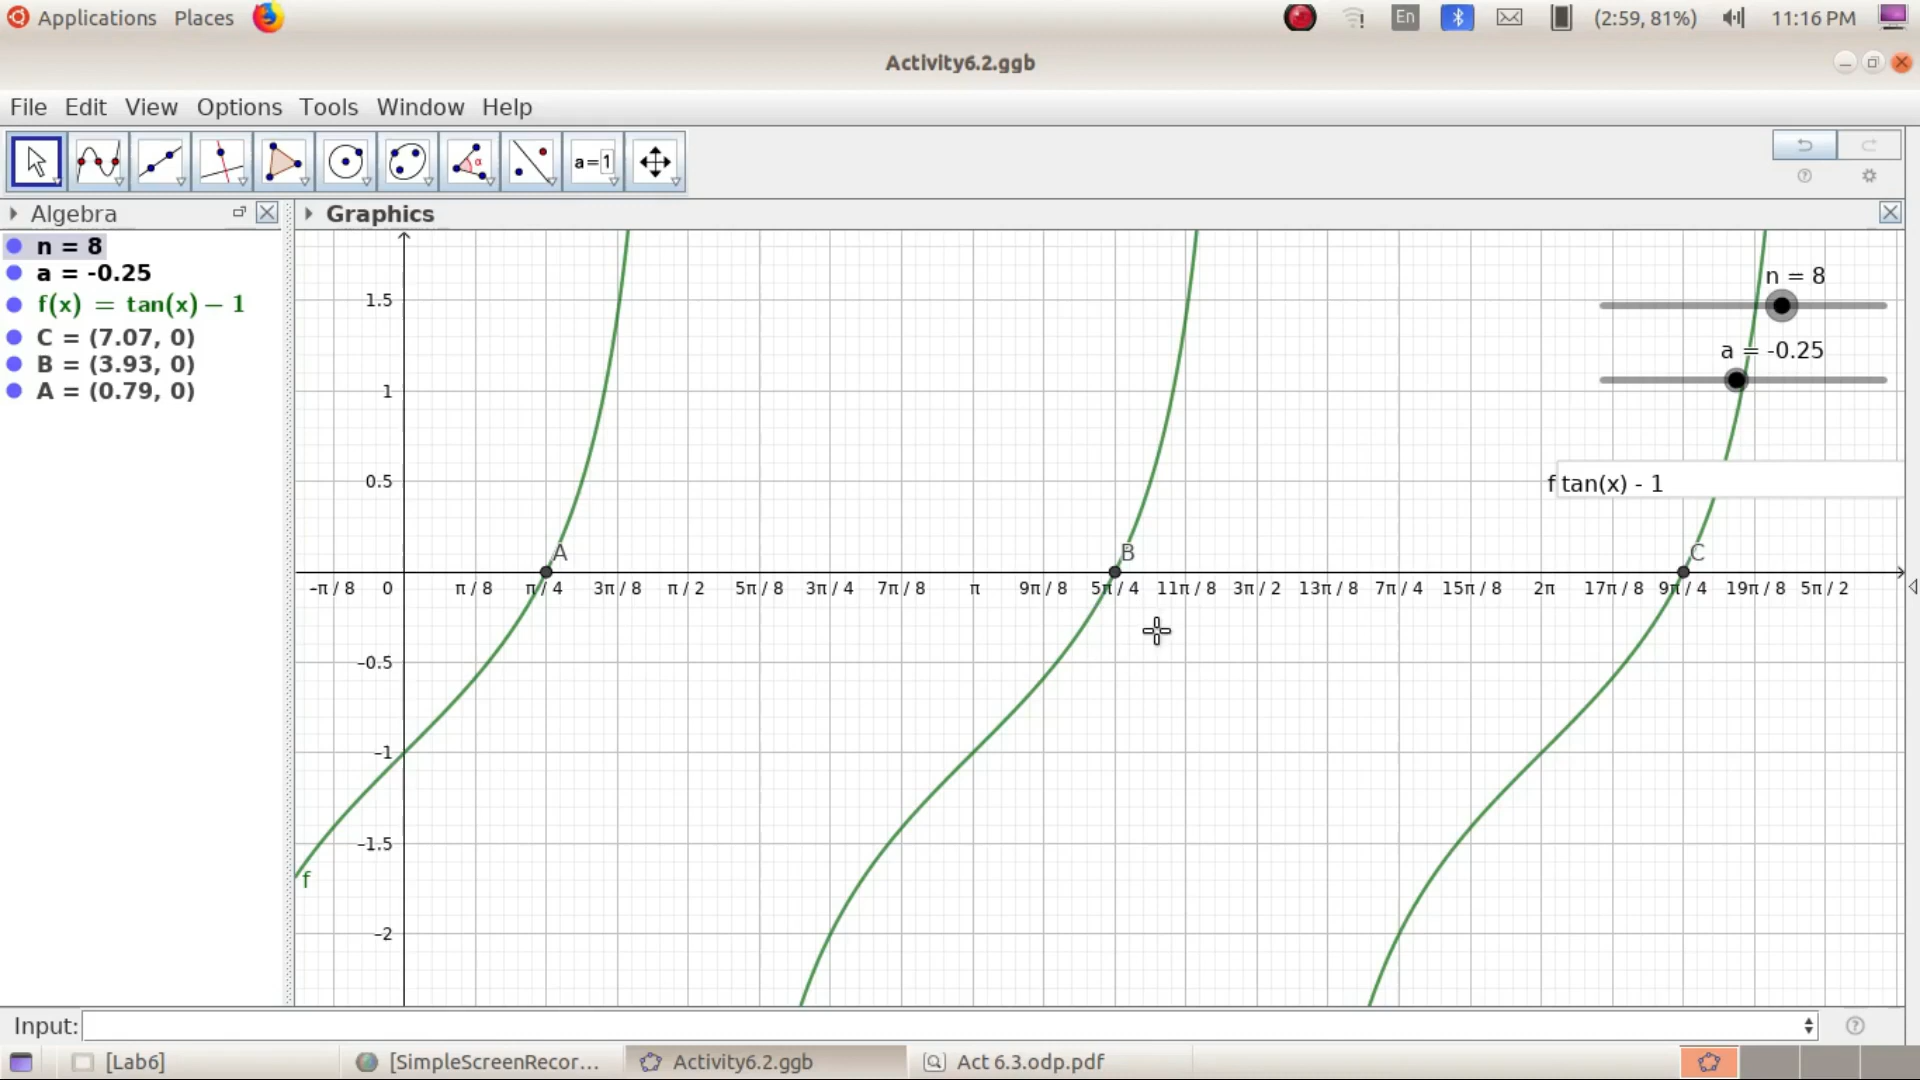 Applications Places En (2:59, 81%) 11:16 PM
Activity6.2.ggb
File Edit View Options Tools Window Help
α a=1
Algebra
Graphics
n = 8
a = -0.25
f(x) = tan(x) − 1
C = (7.07, 0)
B = (3.93, 0)
A = (0.79, 0)
n = 8
a = -0.25
f tan(x) - 1
1.5
1
0.5
A B C
–π / 8 0 π / 8 π / 4 3π / 8 π / 2 5π / 8 3π / 4 7π / 8 π 9π / 8 5π / 4 11π / 8 3π / 2 13π / 8 7π / 4 15π / 8 2π 17π / 8 9π / 4 19π / 8 5π / 2
–0.5
–1
–1.5
f
–2
Input:
[Lab6] [SimpleScreenRecor... Activity6.2.ggb Act 6.3.odp.pdf